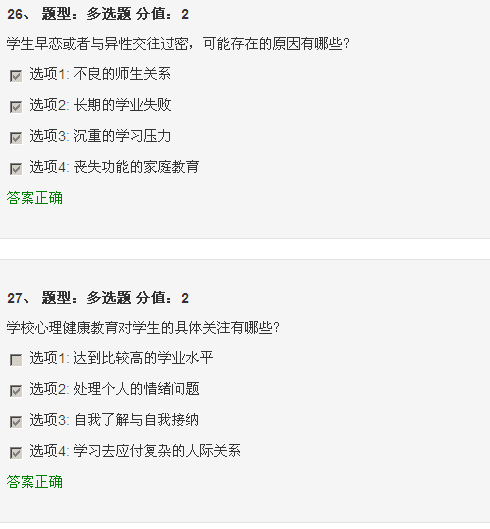 26、 题型：多选题 分值：2
学生早恋或者与异性交往过密，可能存在的原因有哪些？
选项1: 不良的师生关系
选项2: 长期的学业失败
选项3: 沉重的学习压力
选项4: 丧失功能的家庭教育
答案正确
27、 题型：多选题 分值：2
学校心理健康教育对学生的具体关注有哪些？
选项1: 达到比较高的学业水平
选项2: 处理个人的情绪问题
选项3: 自我了解与自我接纳
选项4: 学习去应付复杂的人际关系
答案正确